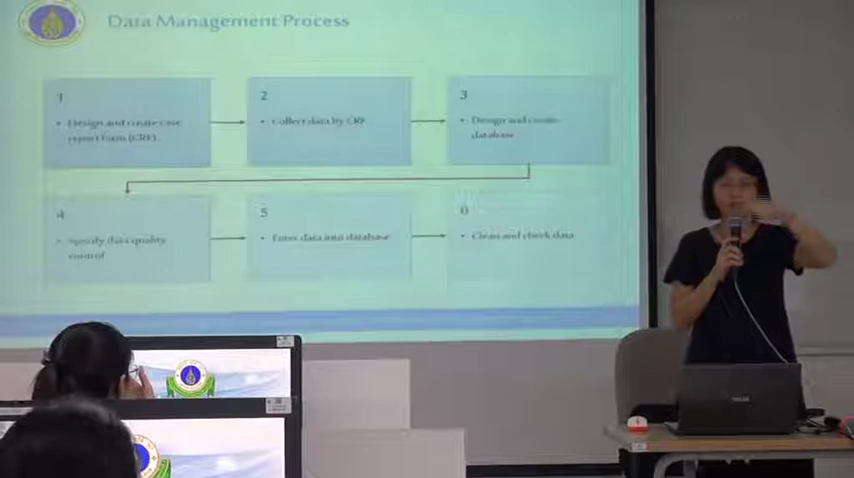 Data Management Process
1
• Design and create case
report form (CRF).
2
• Collect data by CRF
3
• Design and create
database
4
• Specify data quality
control
5
• Enter data into database
6
• Clean and check data